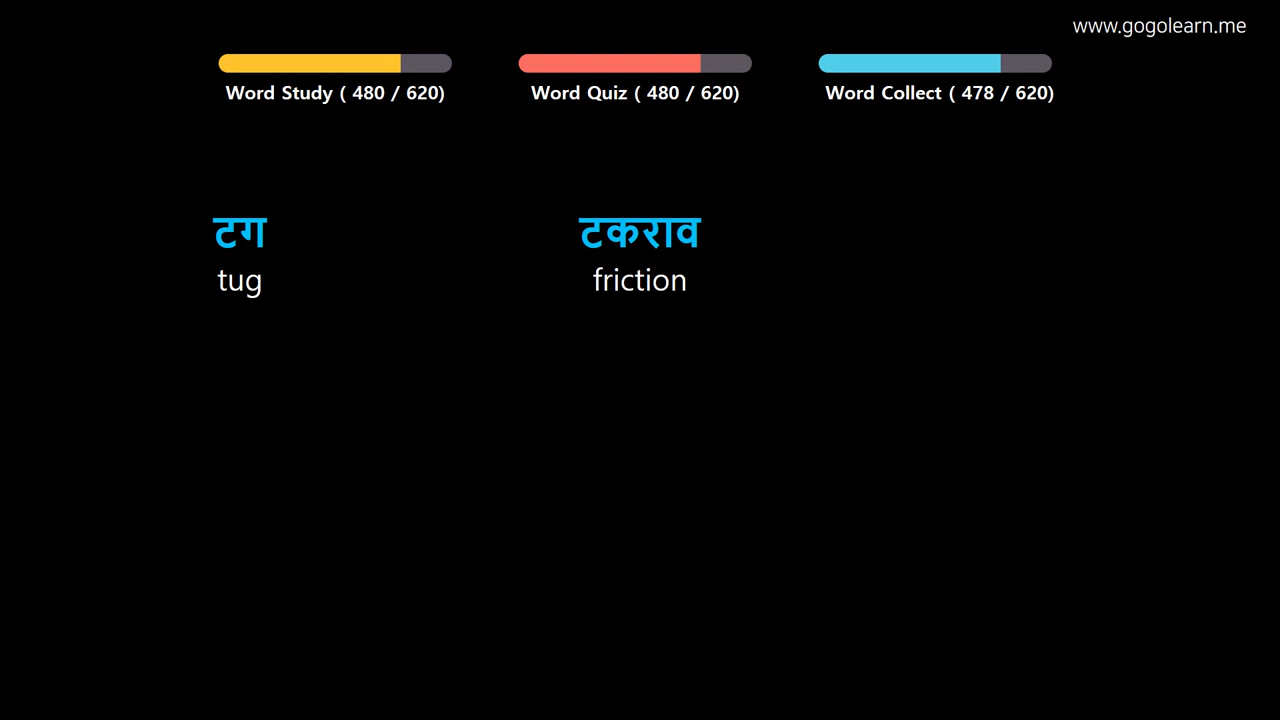 www.gogolearn.me
Word Study ( 480 / 620)
Word Quiz ( 480 / 620)
Word Collect ( 478 / 620)
टग
tug
टकराव
friction